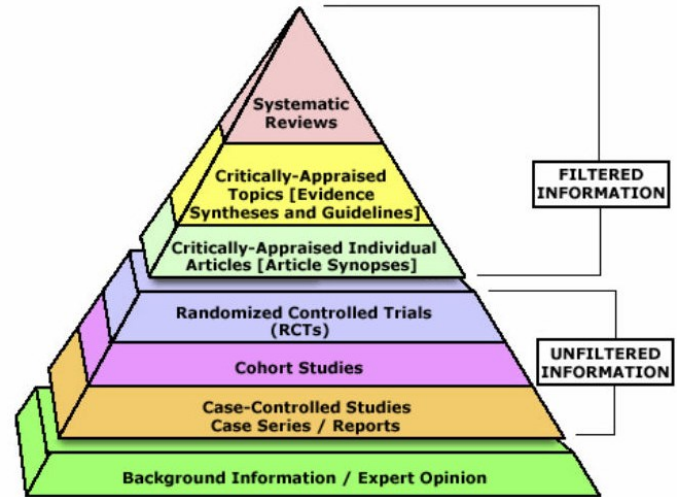 Systematic
Reviews
Critically-Appraised
Topics [Evidence
Syntheses and Guidelines]
FILTERED
INFORMATION
Critically-Appraised Individual
Articles [Article Synopses]
Randomized Controlled Trials
(RCTs)
UNFILTERED
INFORMATION
Cohort Studies
Case-Controlled Studies
Case Series / Reports
Background Information / Expert Opinion